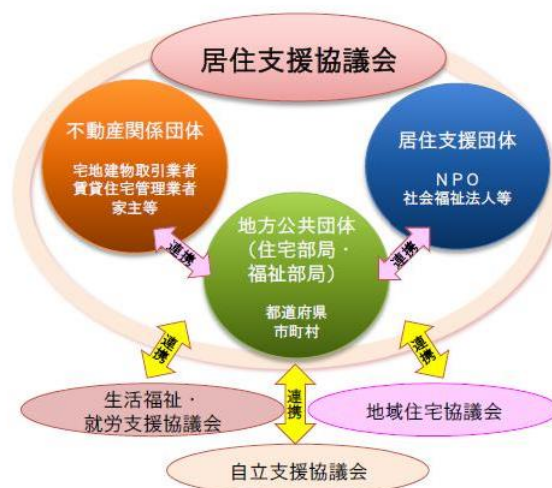 居住支援協議会
不動産関係団体
宅地建物取引業者
賃貸住宅管理業者
家主等
居住支援団体
ＮＰＯ
社会福祉法人等
地方公共団体
（住宅部局・
福祉部局）
都道府県
市町村
連携
連携
連携
連携
連携
生活福祉・
就労支援協議会
地域住宅協議会
自立支援協議会